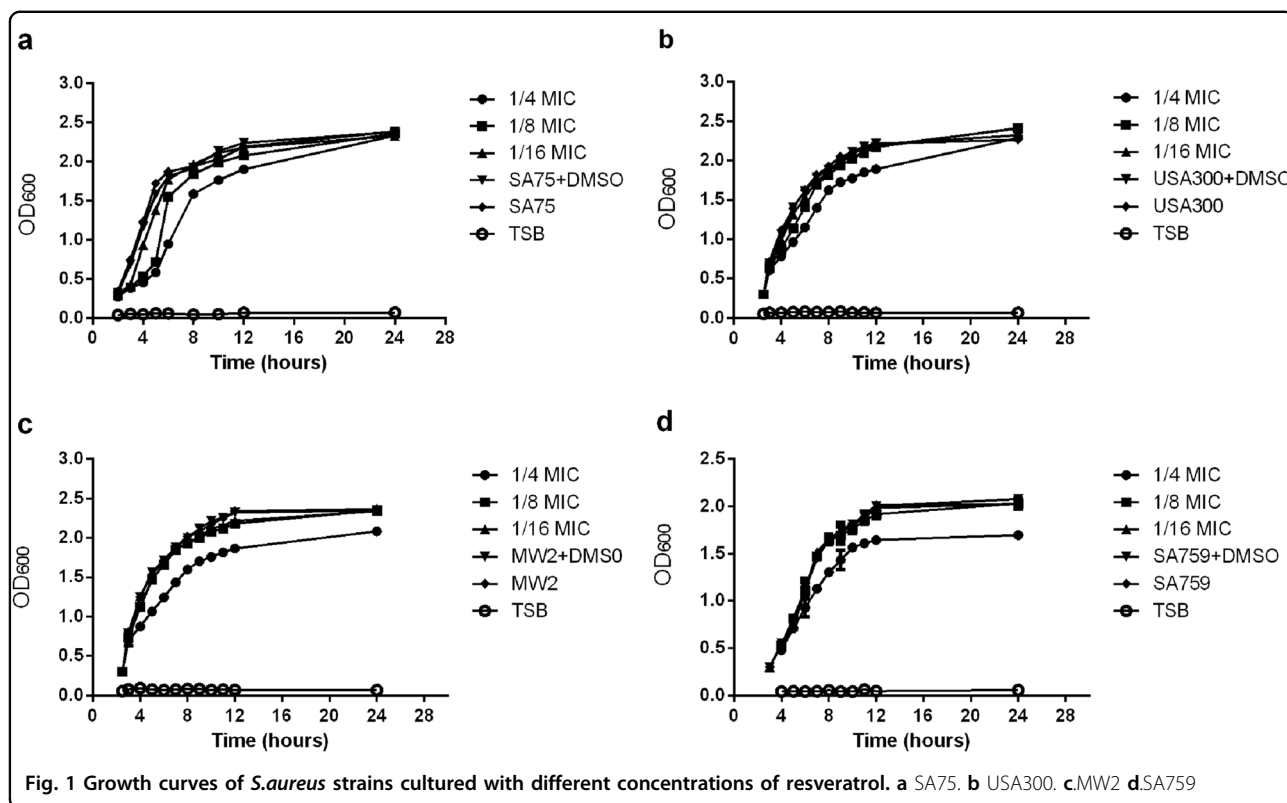 a
3.0
2.5
2.0
1.5
1.0
0.5
0.0
OD600
0 4 8 12 16 20 24 28
Time (hours)
1/4 MIC
1/8 MIC
1/16 MIC
SA75+DMSO
SA75
TSB
b
3.0
2.5
2.0
1.5
1.0
0.5
0.0
OD600
0 4 8 12 16 20 24 28
Time (hours)
1/4 MIC
1/8 MIC
1/16 MIC
USA300+DMSO
USA300
TSB
c
3.0
2.5
2.0
1.5
1.0
0.5
0.0
OD600
0 4 8 12 16 20 24 28
Time (hours)
1/4 MIC
1/8 MIC
1/16 MIC
MW2+DMS0
MW2
TSB
d
2.5
2.0
1.5
1.0
0.5
0.0
OD600
0 4 8 12 16 20 24 28
Time (hours)
1/4 MIC
1/8 MIC
1/16 MIC
SA759+DMSO
SA759
TSB
Fig. 1 Growth curves of S.aureus strains cultured with different concentrations of resveratrol. a SA75. b USA300. c.MW2 d.SA759